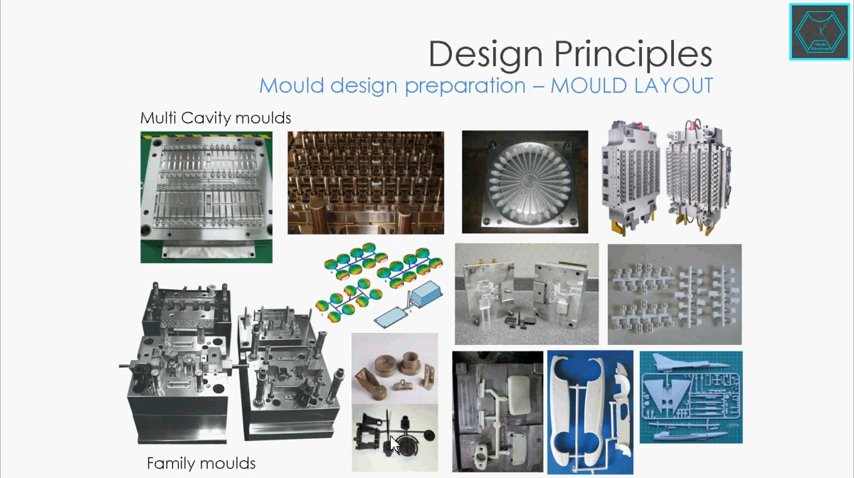 Design Principles
Mould design preparation – MOULD LAYOUT
Multi Cavity moulds
Family moulds